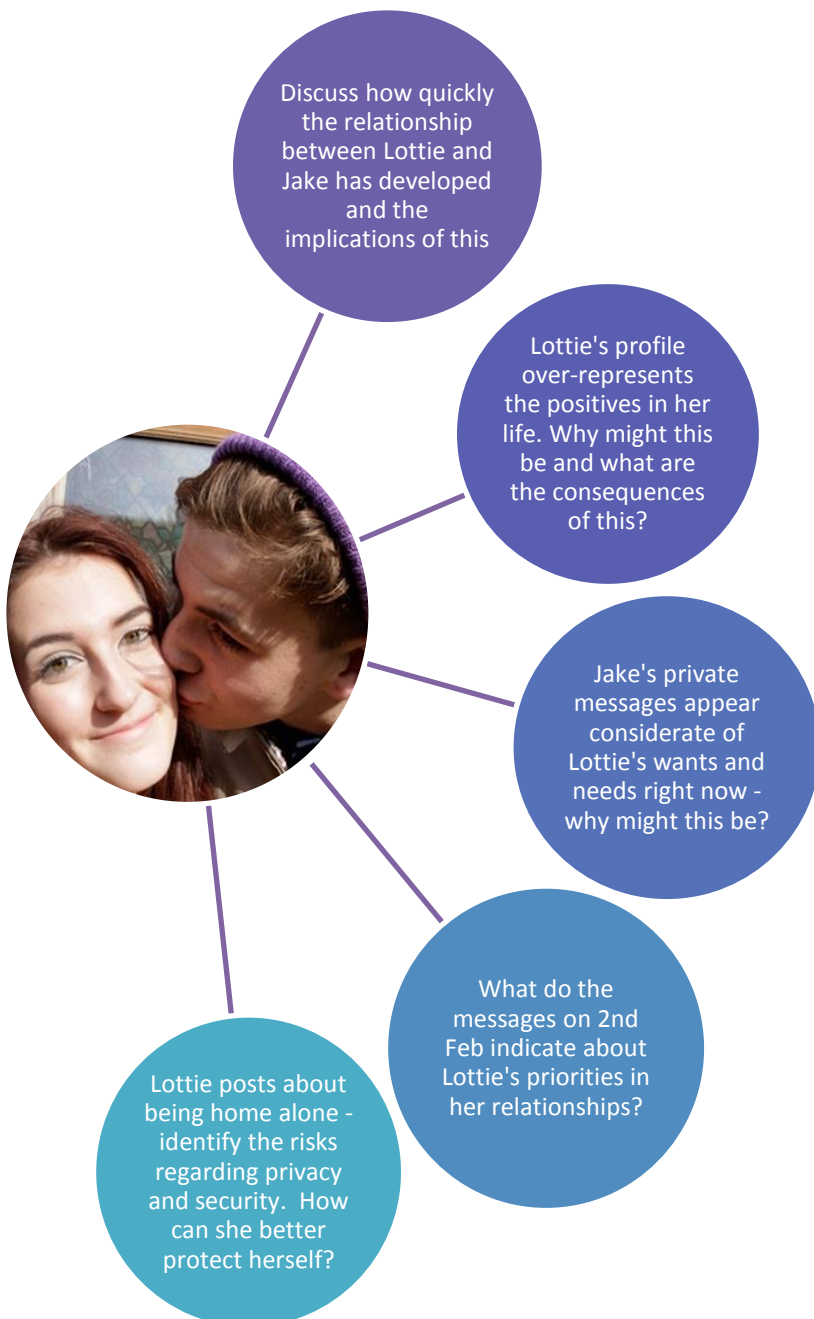 Discuss how quickly
the relationship
between Lottie and
Jake has developed
and the
implications of this
Lottie's profile
over-represents
the positives in her
life. Why might this
be and what are
the consequences
of this?
Jake's private
messages appear
considerate of
Lottie's wants and
needs right now -
why might this be?
What do the
messages on 2nd
Feb indicate about
Lottie's priorities in
her relationships?
Lottie posts about
being home alone -
identify the risks
regarding privacy
and security.  How
can she better
protect herself?